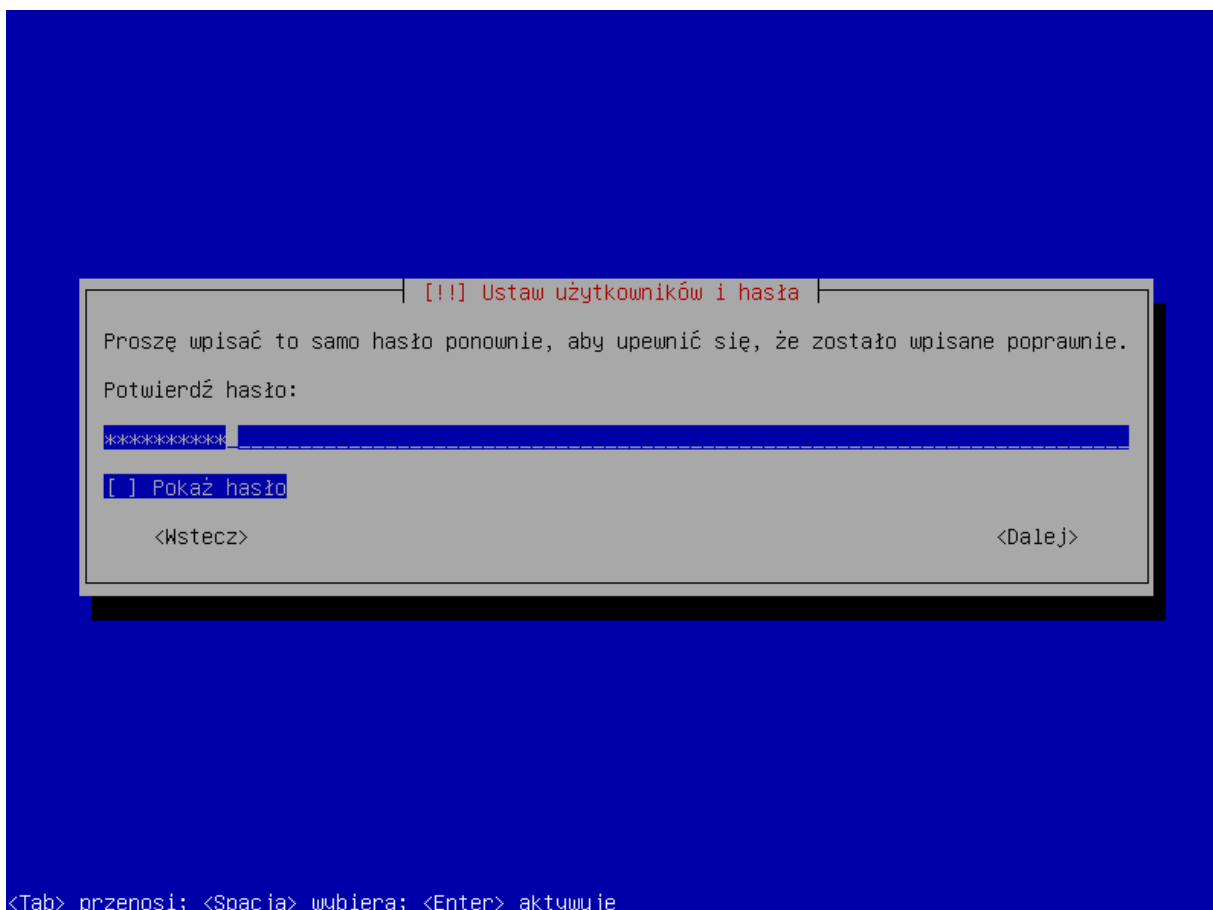 [!!] Ustaw użytkowników i hasła
Proszę wpisać to samo hasło ponownie, aby upewnić się, że zostało wpisane poprawnie.
Potwierdź hasło:
**********
[ ] Pokaż hasło
<Wstecz> <Dalej>
<Tab> przenosi; <Spacja> wybiera; <Enter> aktywuje